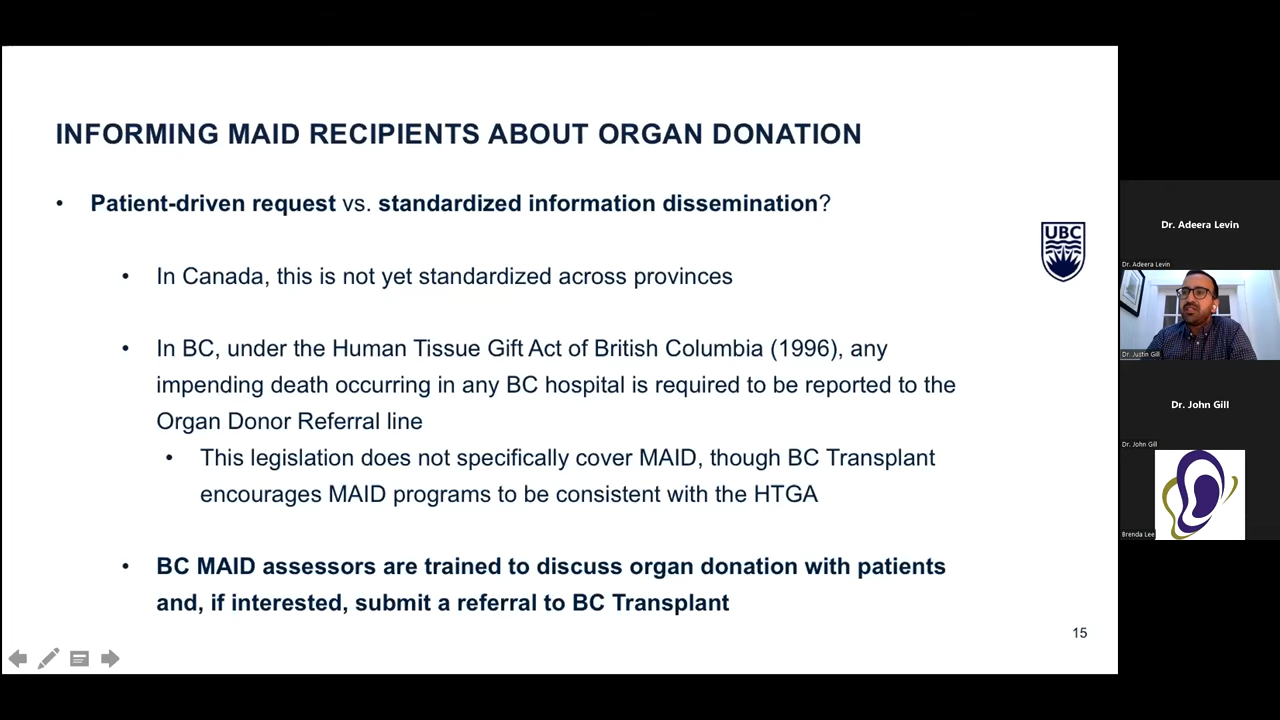 INFORMING MAID RECIPIENTS ABOUT ORGAN DONATION
• Patient-driven request vs. standardized information dissemination?
• In Canada, this is not yet standardized across provinces
• In BC, under the Human Tissue Gift Act of British Columbia (1996), any
impending death occurring in any BC hospital is required to be reported to the
Organ Donor Referral line
• This legislation does not specifically cover MAID, though BC Transplant
encourages MAID programs to be consistent with the HTGA
• BC MAID assessors are trained to discuss organ donation with patients
and, if interested, submit a referral to BC Transplant
15
UBC
Dr. Adeera Levin
Dr. Adeera Levin
Dr. Justin Gill
Dr. John Gill
Dr. John Gill
Brenda Lee